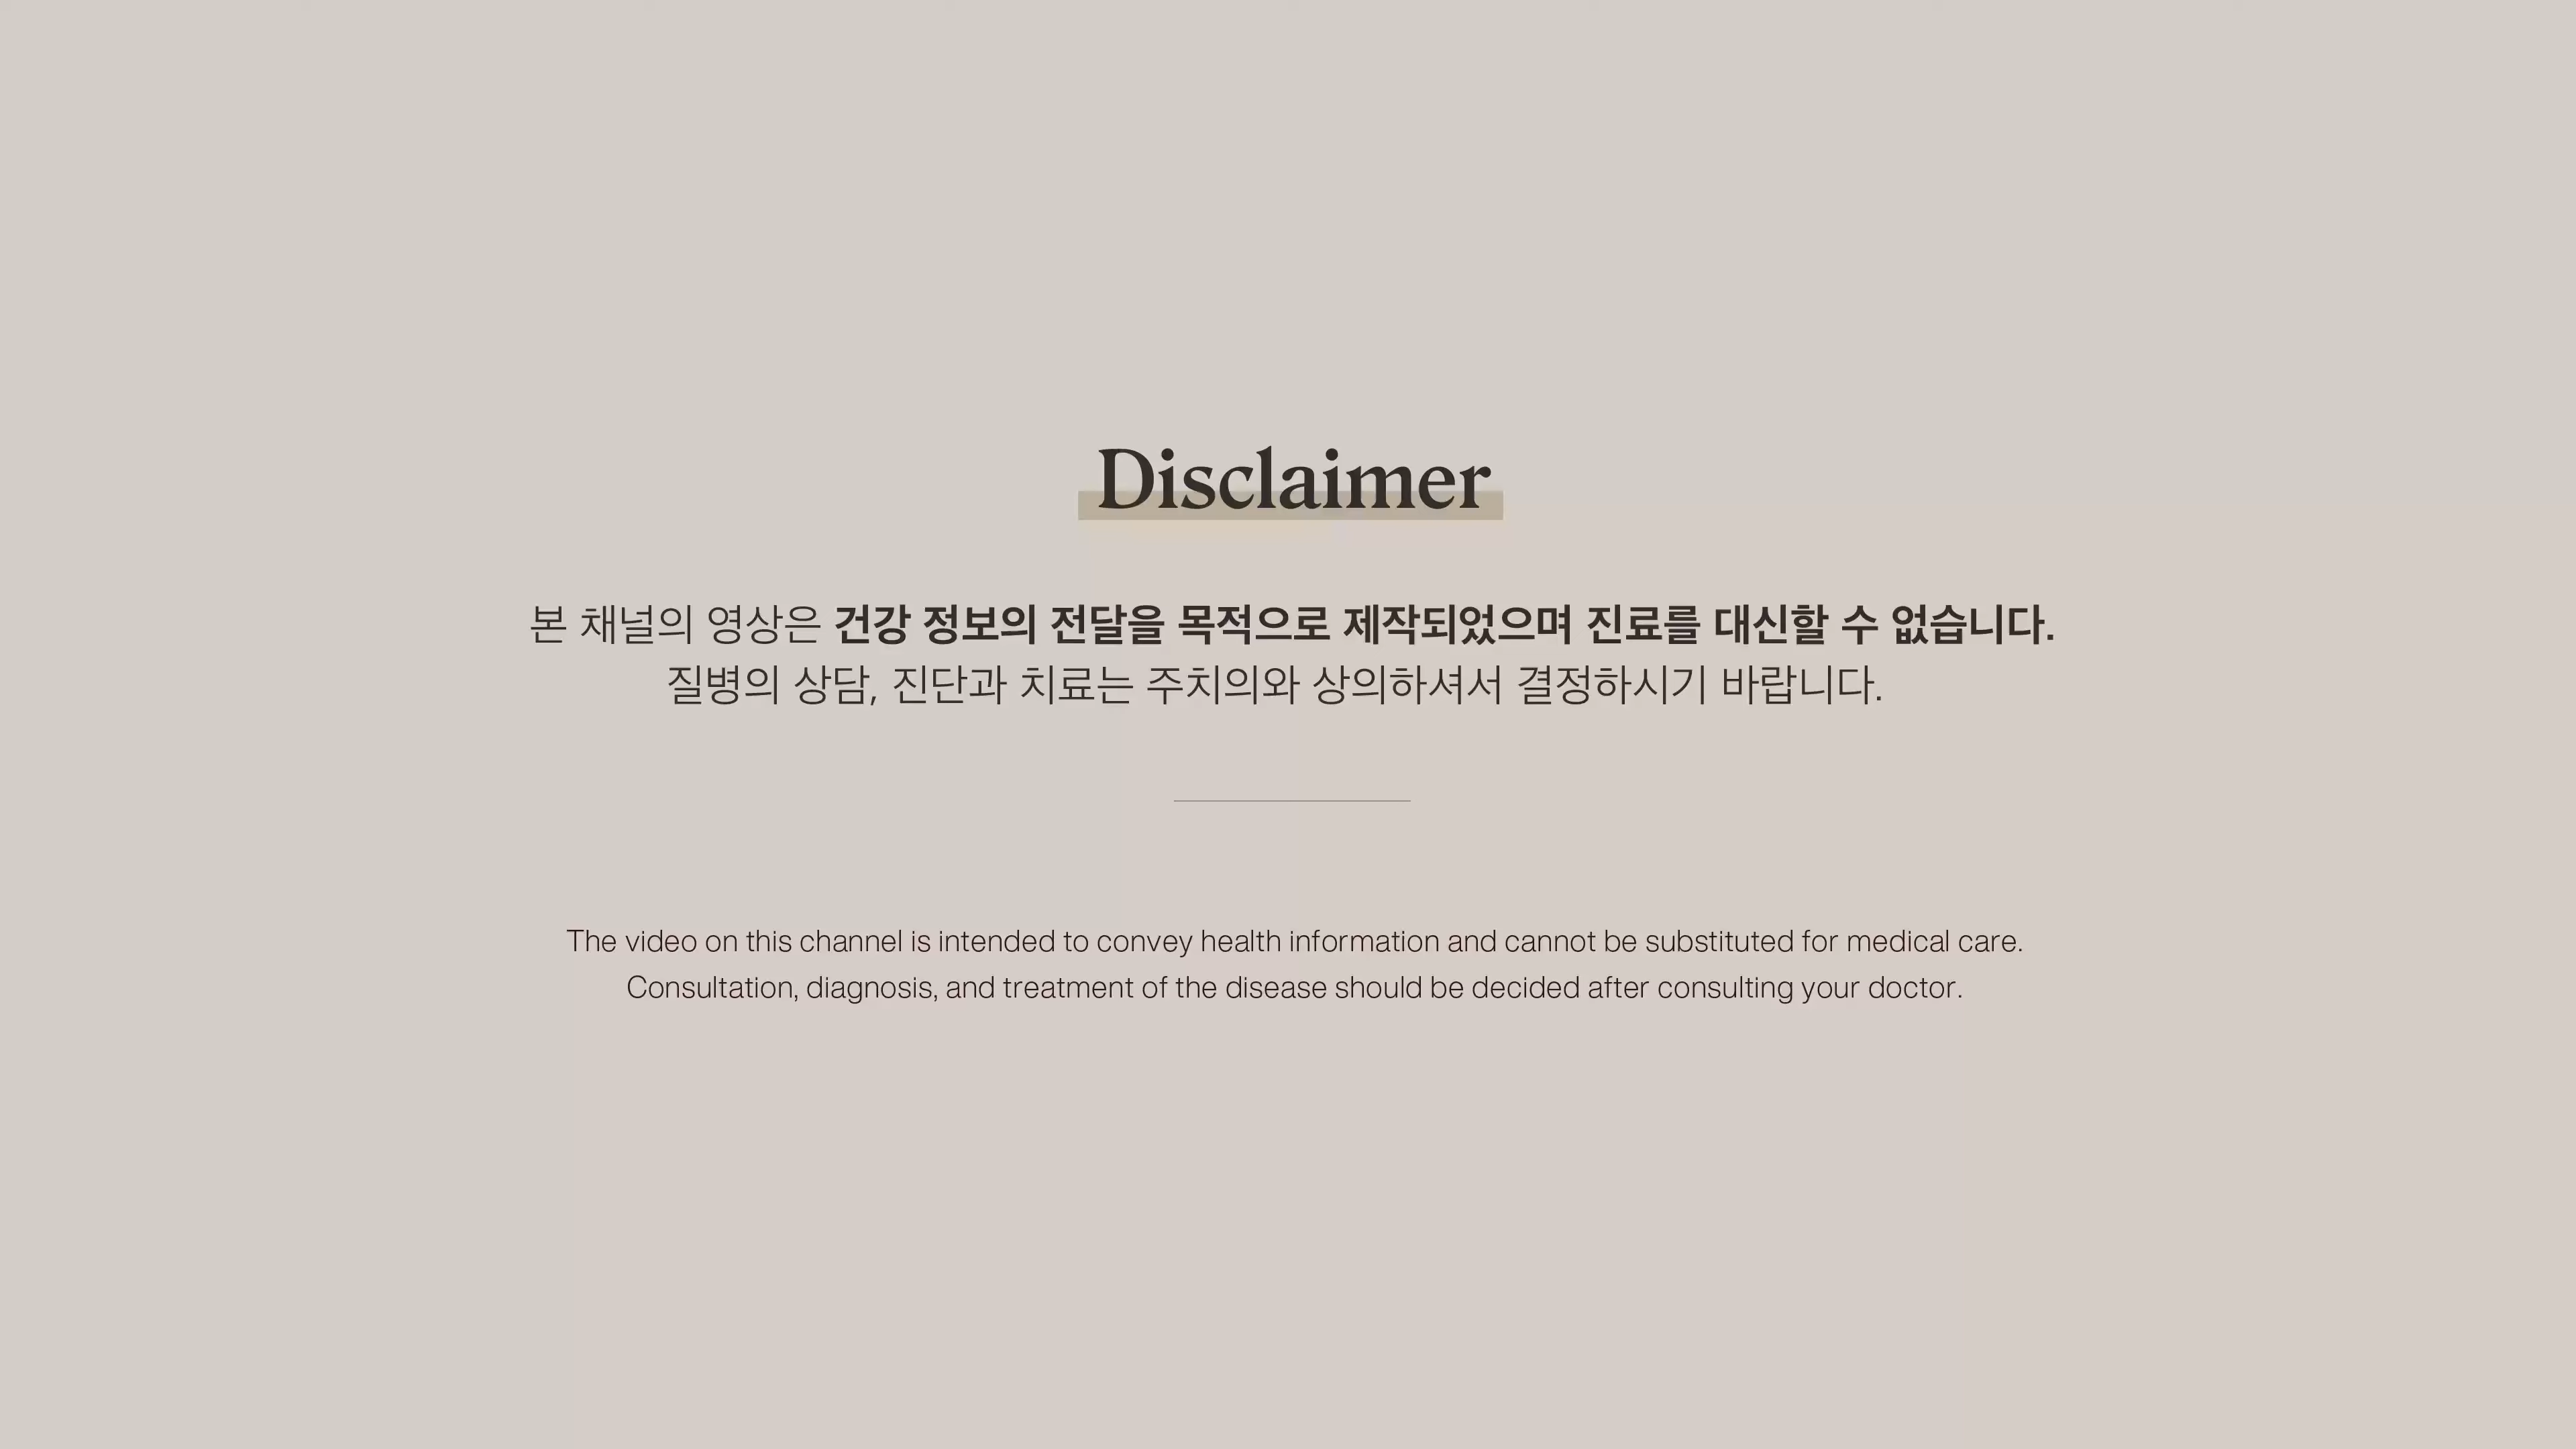 Disclaimer
본 채널의 영상은 건강 정보의 전달을 목적으로 제작되었으며 진료를 대신할 수 없습니다.
질병의 상담, 진단과 치료는 주치의와 상의하셔서 결정하시기 바랍니다.
The video on this channel is intended to convey health information and cannot be substituted for medical care.
Consultation, diagnosis, and treatment of the disease should be decided after consulting your doctor.